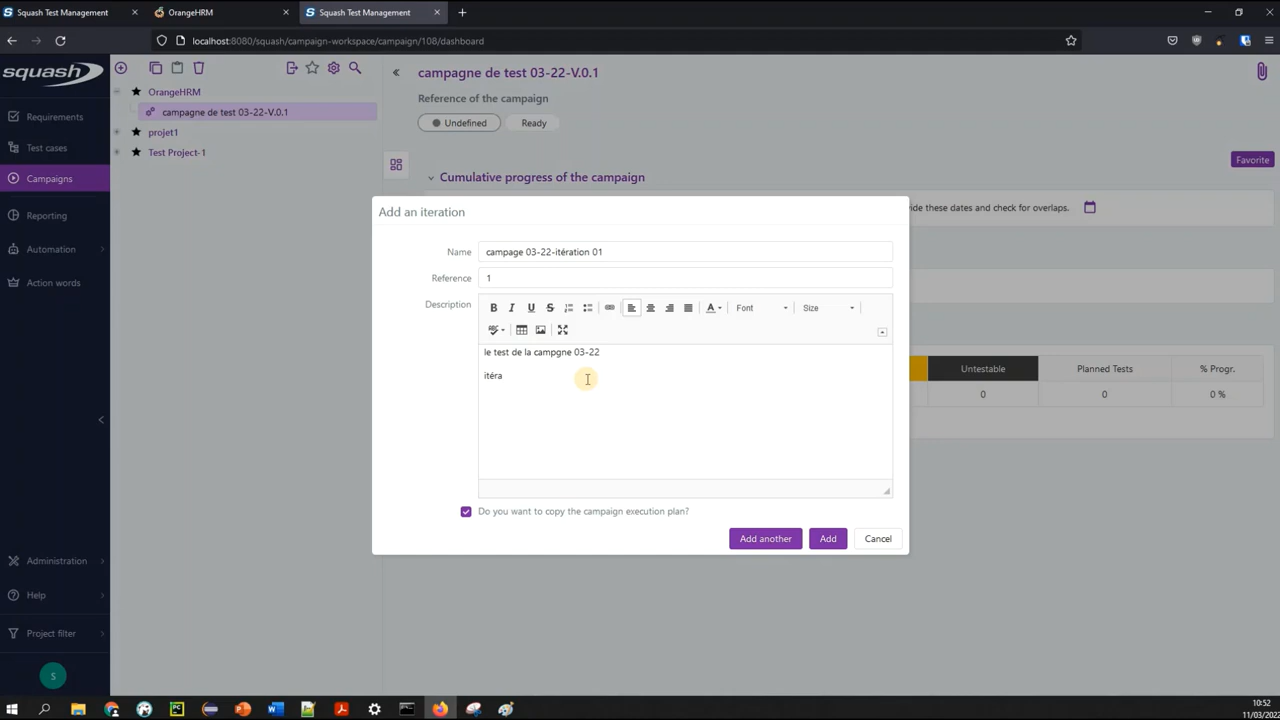 Squash Test Management
OrangeHRM
Squash Test Management
localhost:8080/squash/campaign-workspace/campaign/108/dashboard
squash
Requirements
Test cases
Campaigns
Reporting
Automation
Action words
Administration
Help
Project filter
S
OrangeHRM
campagne de test 03-22-V.0.1
projet1
Test Project-1
campagne de test 03-22-V.0.1
Reference of the campaign
Undefined
Ready
Favorite
Cumulative progress of the campaign
vide these dates and check for overlaps.
Untestable
Planned Tests
% Progr.
0
0
0 %
Add an iteration
Name
campage 03-22-itération 01
Reference
1
Description
B I U S
A
Font
Size
ABC
le test de la campgne 03-22
itéra
Do you want to copy the campaign execution plan?
Add another
Add
Cancel
10:52
11/03/2022